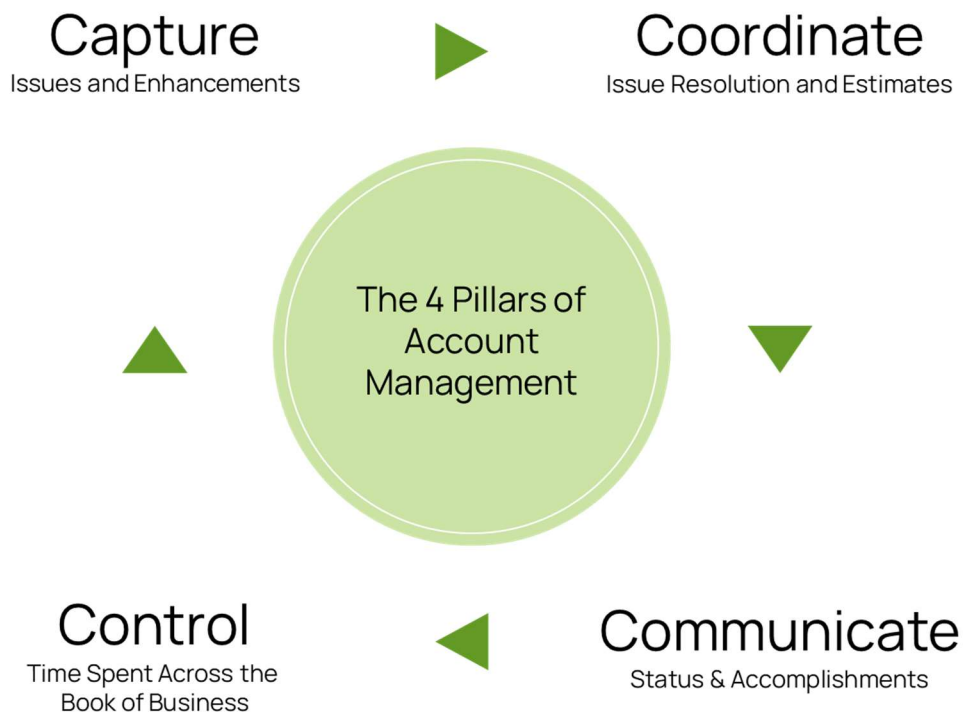 Capture
Issues and Enhancements
Coordinate
Issue Resolution and Estimates
The 4 Pillars of
Account
Management
Control
Time Spent Across the
Book of Business
Communicate
Status & Accomplishments